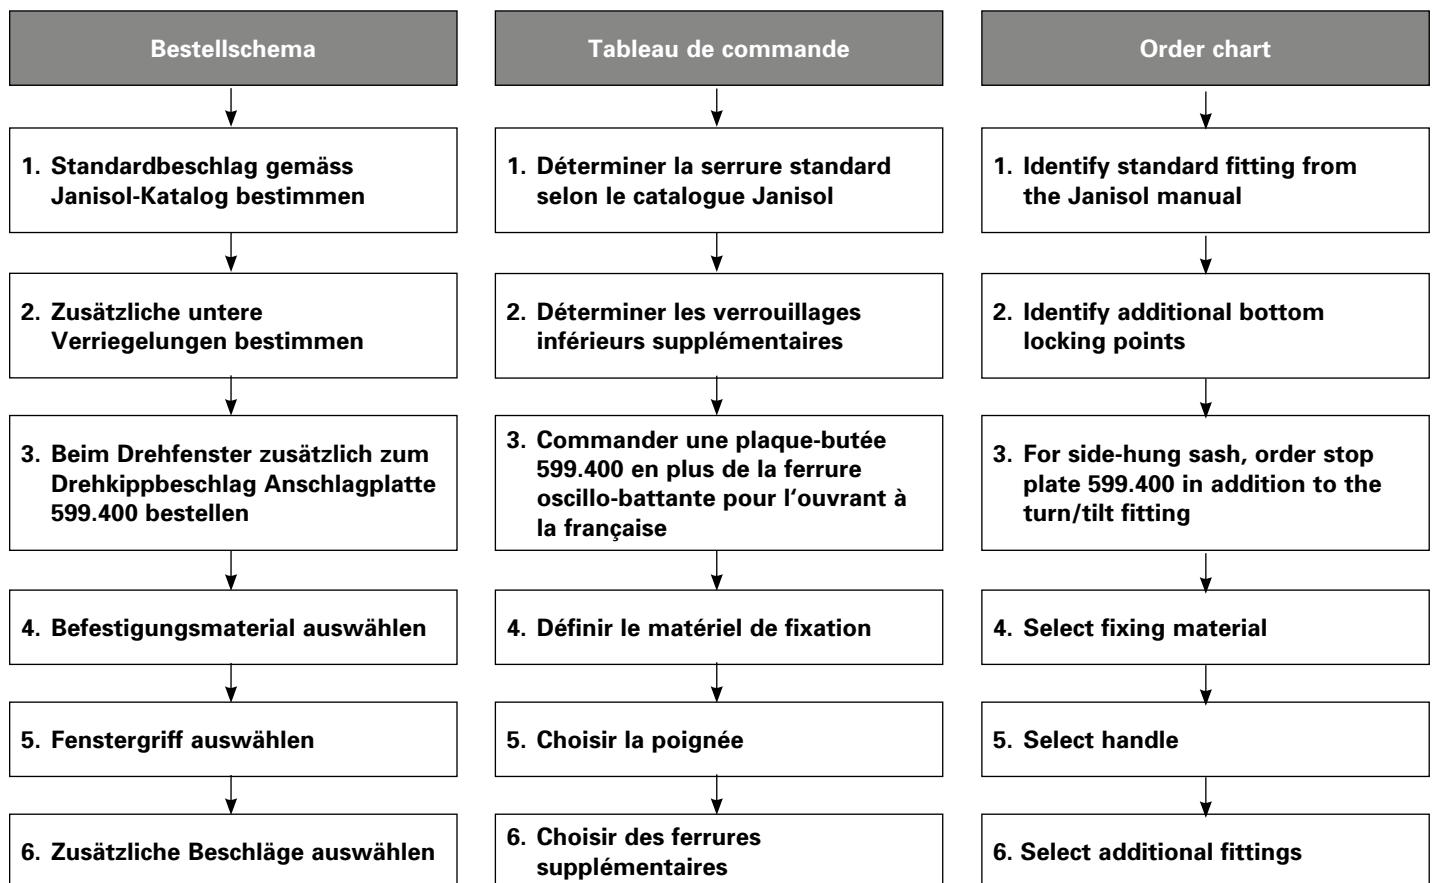 Bestellschema
1. Standardbeschlag gemäss
Janisol-Katalog bestimmen
2. Zusätzliche untere
Verriegelungen bestimmen
3. Beim Drehfenster zusätzlich zum
Drehkippbeschlag Anschlagplatte
599.400 bestellen
4. Befestigungsmaterial auswählen
5. Fenstergriff auswählen
6. Zusätzliche Beschläge auswählen
Tableau de commande
1. Déterminer la serrure standard
selon le catalogue Janisol
2. Déterminer les verrouillages
inférieurs supplémentaires
3. Commander une plaque-butée
599.400 en plus de la ferrure
oscillo-battante pour l‘ouvrant à
la française
4. Définir le matériel de fixation
5. Choisir la poignée
6. Choisir des ferrures
supplémentaires
Order chart
1. Identify standard fitting from
the Janisol manual
2. Identify additional bottom
locking points
3. For side-hung sash, order stop
plate 599.400 in addition to the
turn/tilt fitting
4. Select fixing material
5. Select handle
6. Select additional fittings